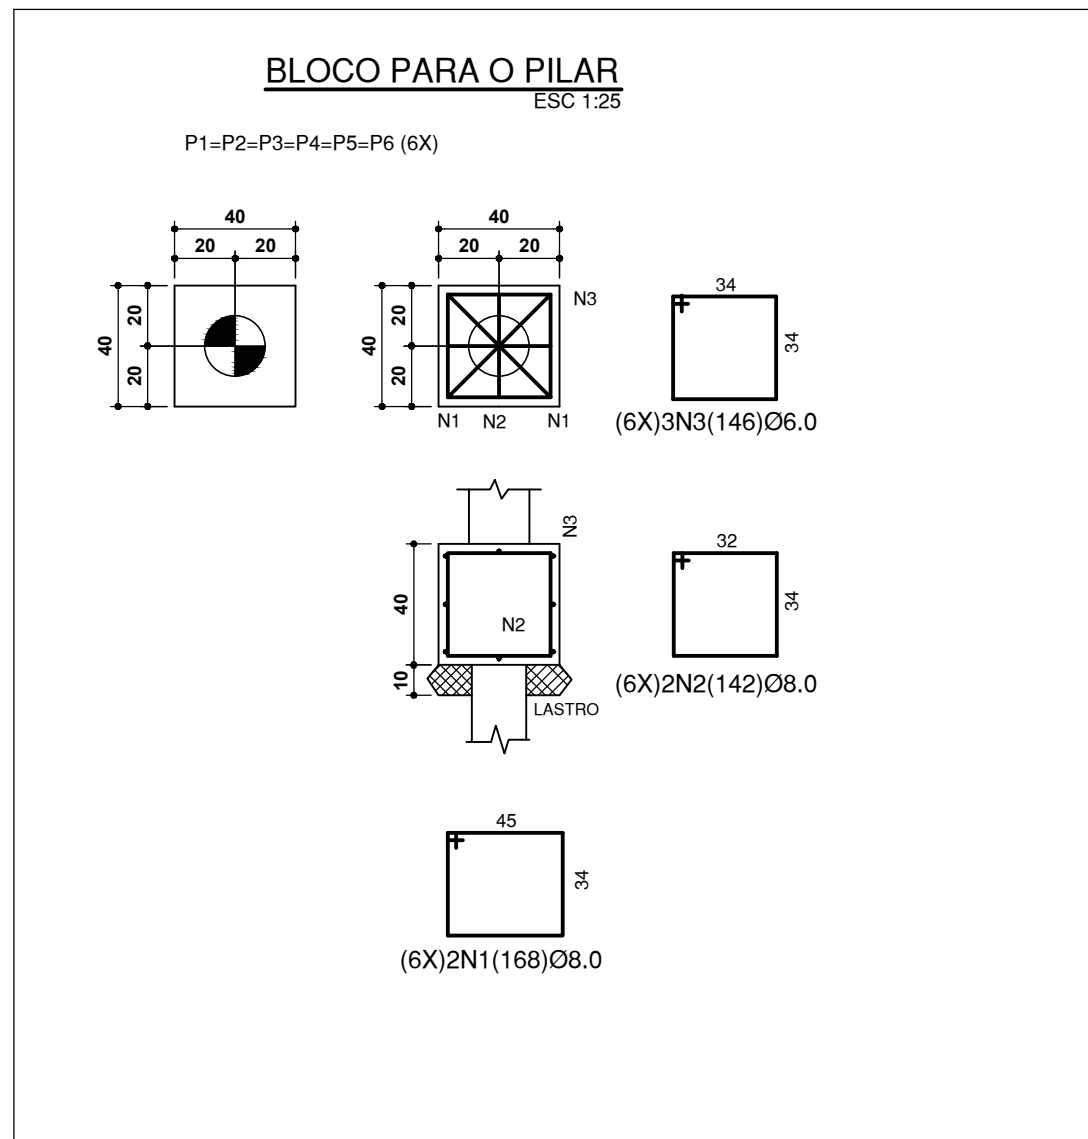 BLOCO PARA O PILAR
ESC 1:25
P1=P2=P3=P4=P5=P6 (6X)
40
20 20
40
20
20
40
20 20
40
20
20
N3
N1 N2 N1
34
34
(6X)3N3(146)Ø6.0
N3
40
10
N2
LASTRO
32
34
(6X)2N2(142)Ø8.0
45
34
(6X)2N1(168)Ø8.0